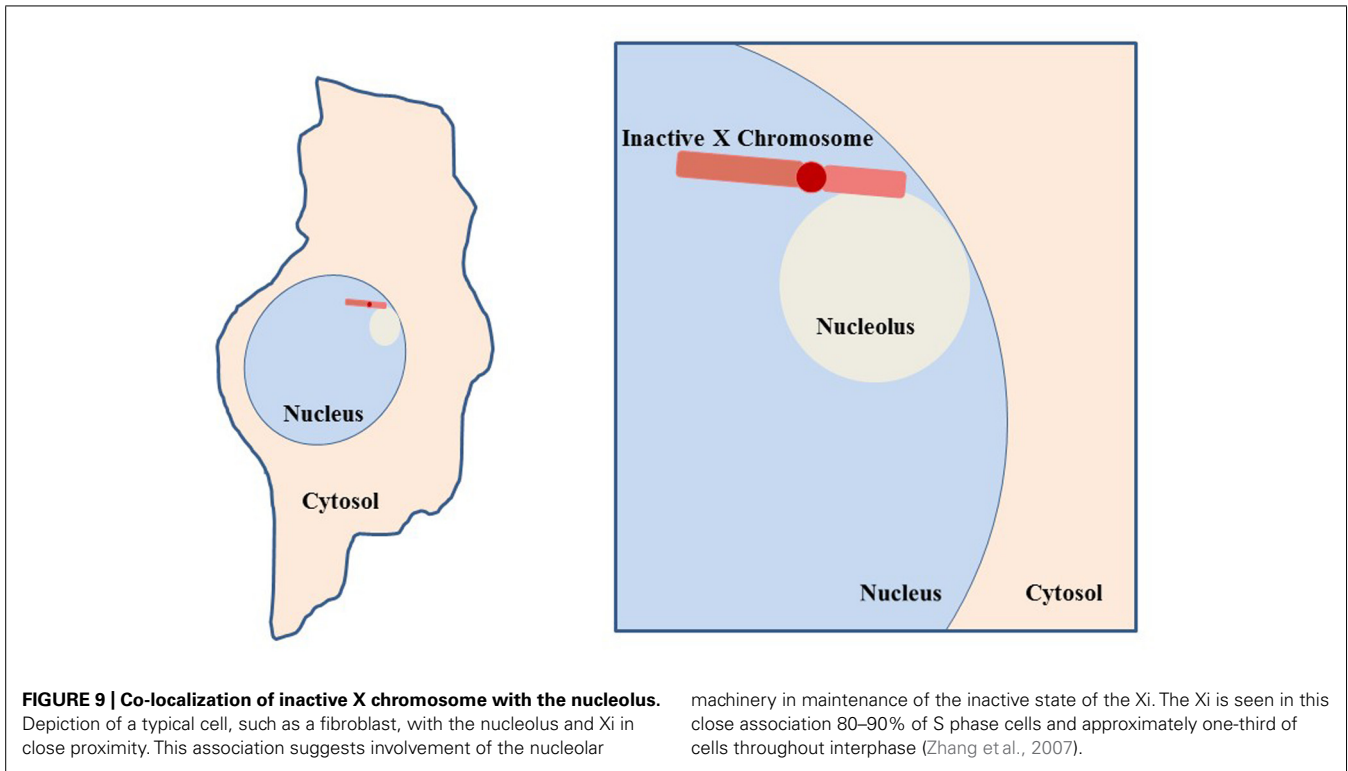 Nucleus
Cytosol
Inactive X Chromosome
Nucleolus
Nucleus
Cytosol
FIGURE 9 | Co-localization of inactive X chromosome with the nucleolus.
Depiction of a typical cell, such as a fibroblast, with the nucleolus and Xi in
close proximity. This association suggests involvement of the nucleolar
machinery in maintenance of the inactive state of the Xi. The Xi is seen in this
close association 80–90% of S phase cells and approximately one-third of
cells throughout interphase (Zhang et al., 2007).